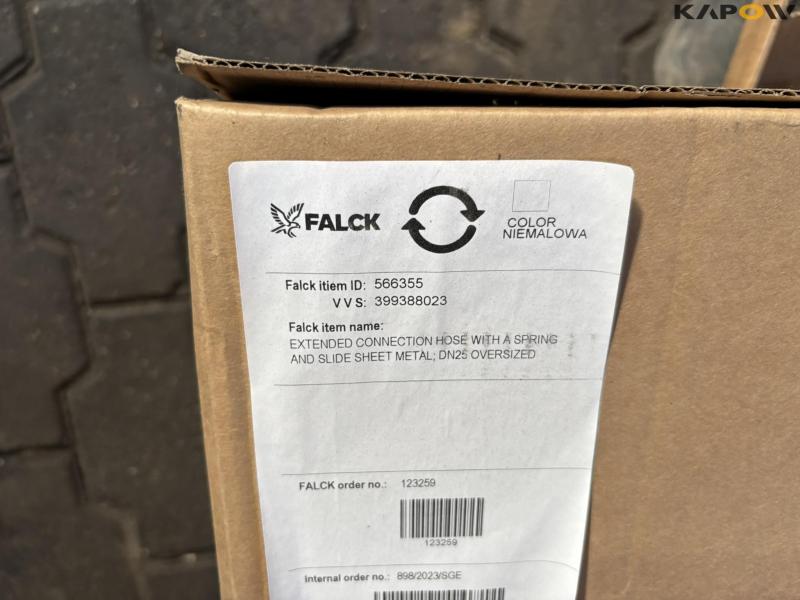 KAPOW
FALCK
COLOR
NIEMALOWA
Falck itiem ID: 566355
VVS: 399388023
Falck item name:
EXTENDED CONNECTION HOSE WITH A SPRING
AND SLIDE SHEET METAL; DN25 OVERSIZED
FALCK order no.: 123259
123259
Internal order no.: 898/2023/SGE